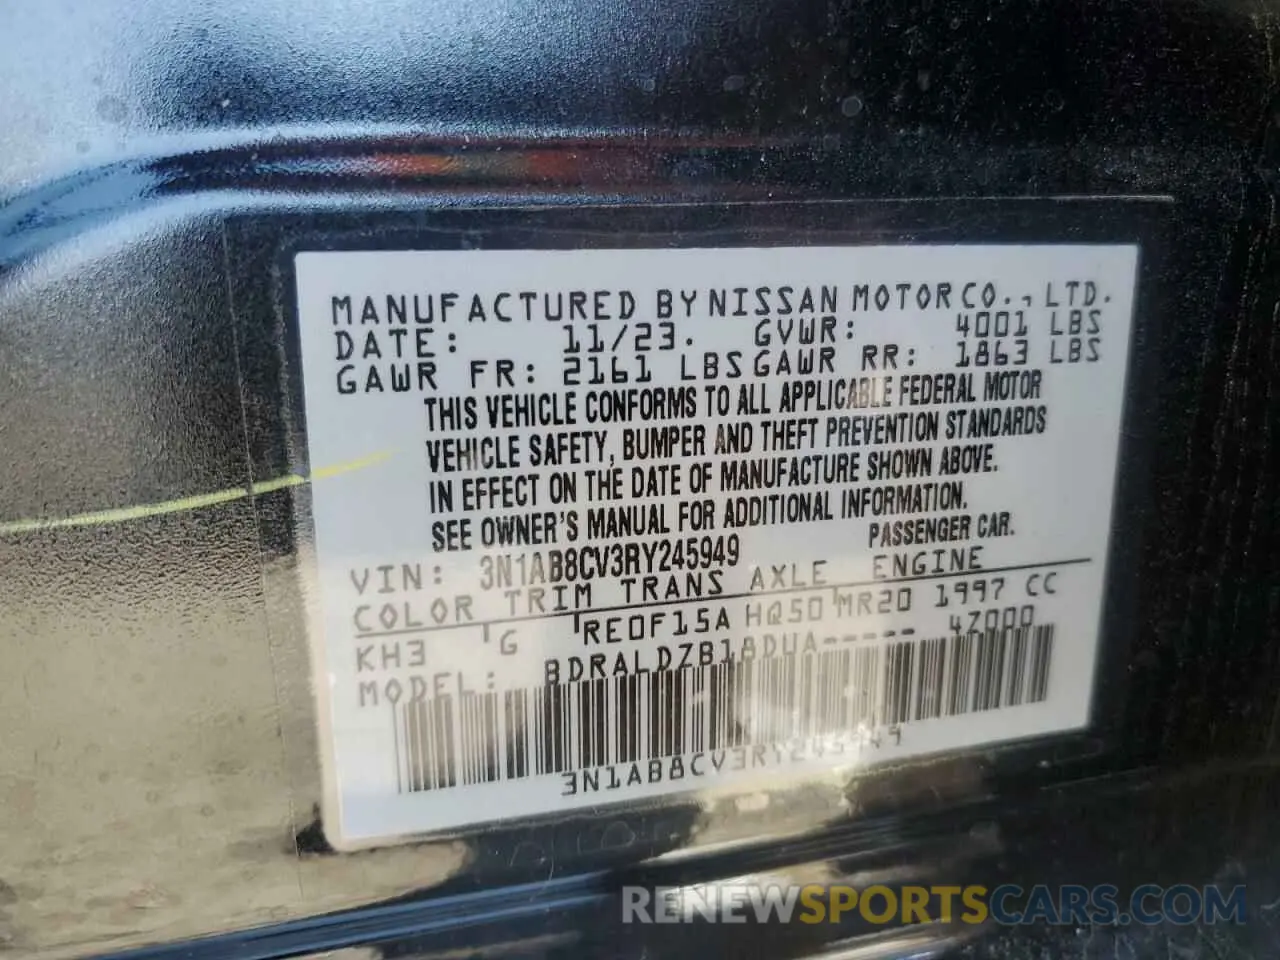 MANUFACTURED BY NISSAN MOTOR CO., LTD.
DATE: 11/23. GVWR: 4001 LBS
GAWR FR: 2161 LBS GAWR RR: 1863 LBS
THIS VEHICLE CONFORMS TO ALL APPLICABLE FEDERAL MOTOR
VEHICLE SAFETY, BUMPER AND THEFT PREVENTION STANDARDS
IN EFFECT ON THE DATE OF MANUFACTURE SHOWN ABOVE.
SEE OWNER'S MANUAL FOR ADDITIONAL INFORMATION.
PASSENGER CAR.
VIN: 3N1AB8CV3RY245949
COLOR TRIM TRANS AXLE ENGINE
KH3 G RE0F15A HQ50 MR20 1997 CC
MODEL: BDRALDZB18DUA----- 4Z000
3N1AB8CV3RY245949
RENEWSPORTSCARS.COM